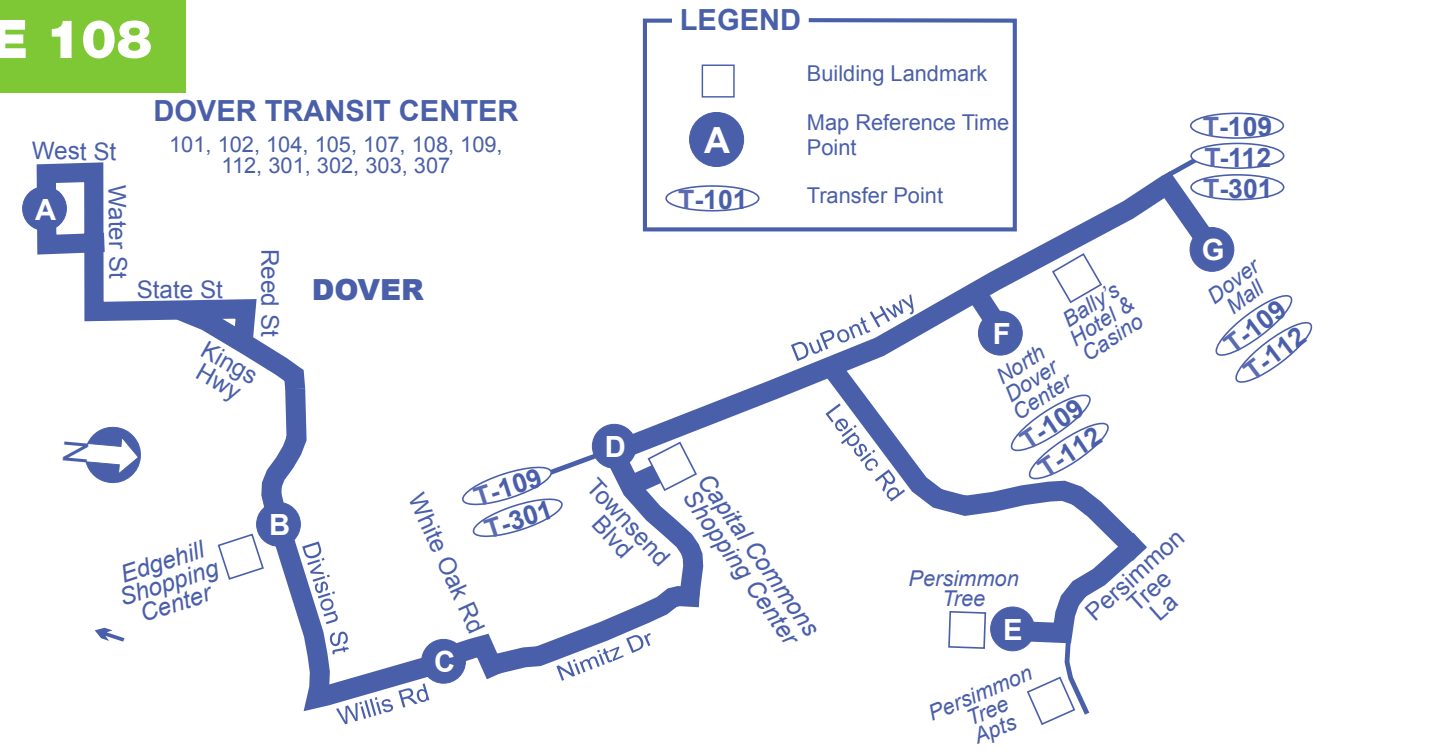 E 108
LEGEND
Building Landmark
A
Map Reference Time
Point
T-101
Transfer Point
DOVER TRANSIT CENTER
101, 102, 104, 105, 107, 108, 109,
112, 301, 302, 303, 307
West St
A
Water St
State St
Reed St
DOVER
Kings
Hwy
N
B
Edgehill
Shopping
Center
Division St
Willis Rd
C
White Oak Rd
Nimitz Dr
T-109
T-301
D
Townsend
Blvd
Capital Commons
Shopping Center
DuPont Hwy
Leipsic Rd
Persimmon
Tree
E
Persimmon
Tree
La
Persimmon
Tree
Apts
F
North
Dover
Center
T-109
T-112
Bally's
Hotel &
Casino
T-109
T-112
T-301
G
Dover
Mall
T-109
T-112